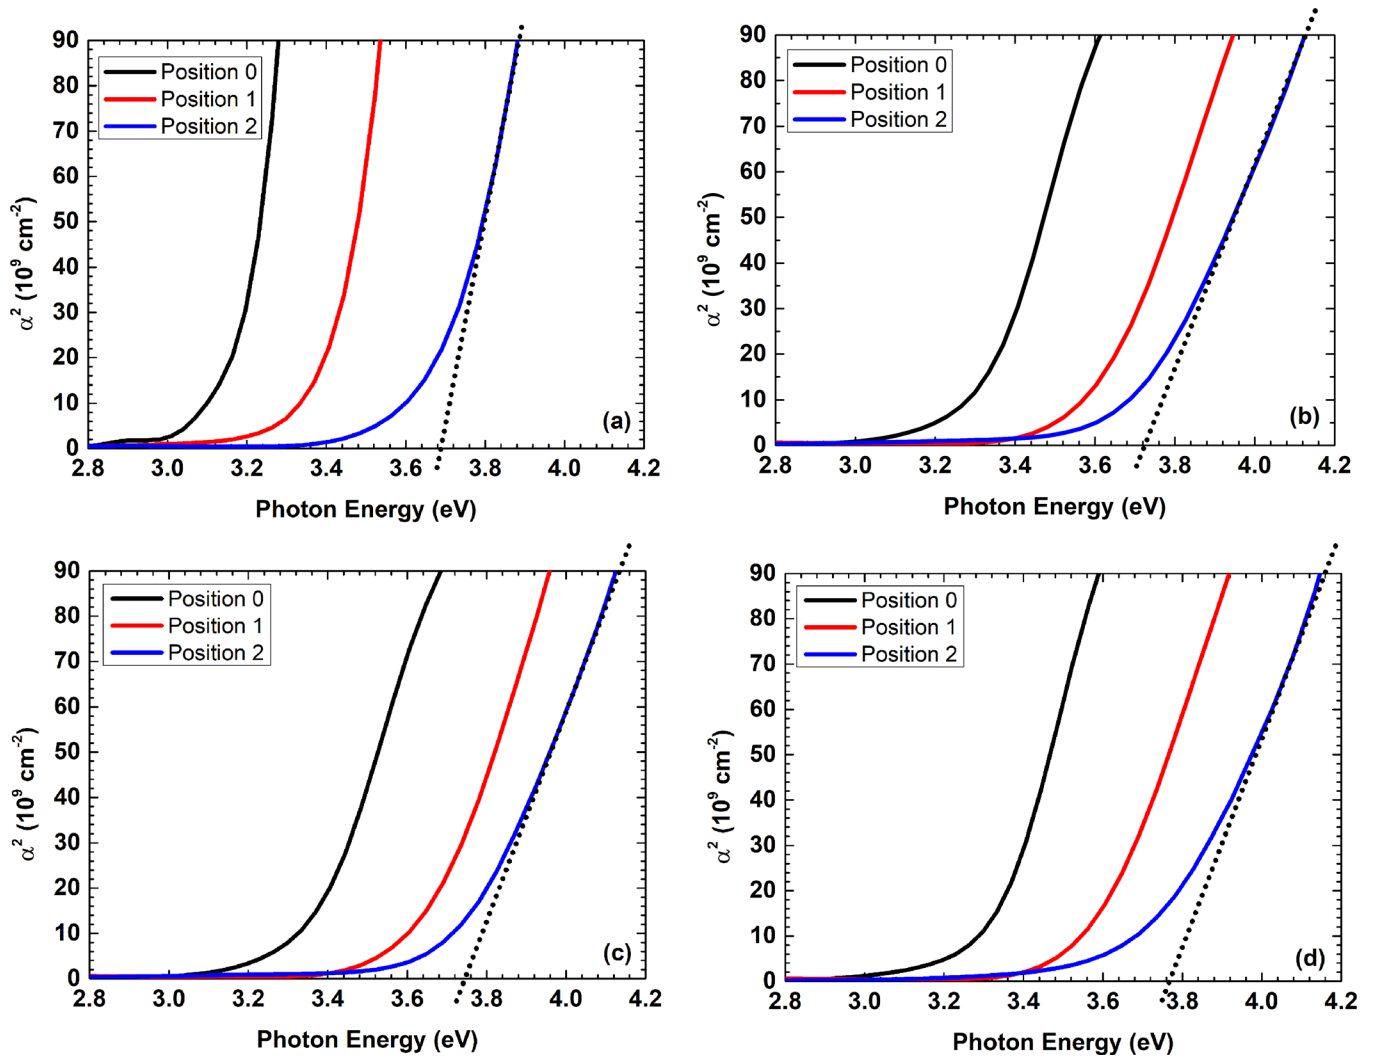 90
80
70
60
50
40
30
20
10
0
α² (10⁹ cm⁻²)
Position 0
Position 1
Position 2
(a)
2.8 3.0 3.2 3.4 3.6 3.8 4.0 4.2
Photon Energy (eV)
90
80
70
60
50
40
30
20
10
0
α² (10⁹ cm⁻²)
Position 0
Position 1
Position 2
(b)
2.8 3.0 3.2 3.4 3.6 3.8 4.0 4.2
Photon Energy (eV)
90
80
70
60
50
40
30
20
10
0
α² (10⁹ cm⁻²)
Position 0
Position 1
Position 2
(c)
2.8 3.0 3.2 3.4 3.6 3.8 4.0 4.2
Photon Energy (eV)
90
80
70
60
50
40
30
20
10
0
α² (10⁹ cm⁻²)
Position 0
Position 1
Position 2
(d)
2.8 3.0 3.2 3.4 3.6 3.8 4.0 4.2
Photon Energy (eV)